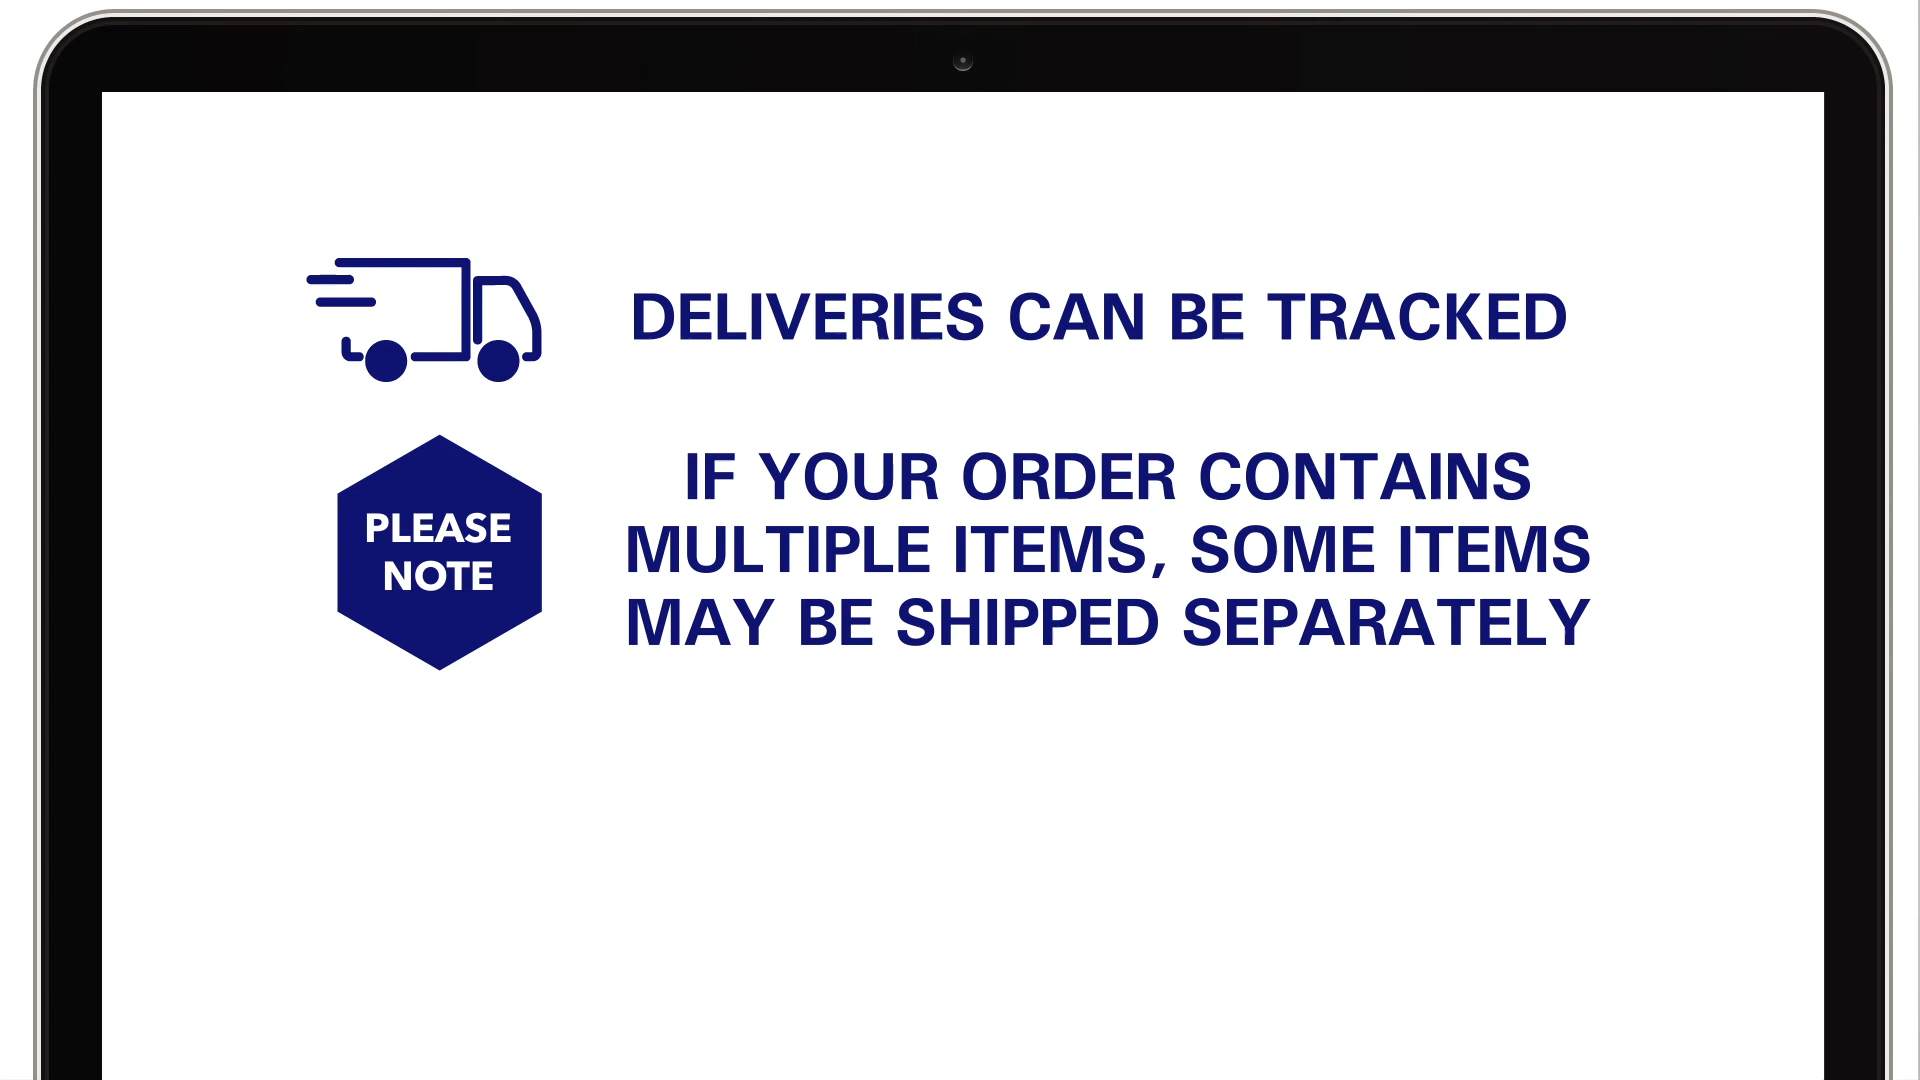 DELIVERIES CAN BE TRACKED
PLEASE
NOTE
IF YOUR ORDER CONTAINS
MULTIPLE ITEMS, SOME ITEMS
MAY BE SHIPPED SEPARATELY